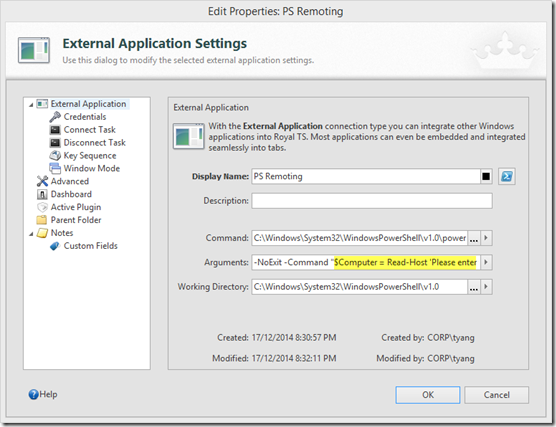 Edit Properties: PS Remoting
External Application Settings
Use this dialog to modify the selected external application settings.
External Application
Credentials
Connect Task
Disconnect Task
Key Sequence
Window Mode
Advanced
Dashboard
Active Plugin
Parent Folder
Notes
Custom Fields
External Application
With the External Application connection type you can integrate other Windows
applications into Royal TS. Most applications can even be embedded and integrated
seamlessly into tabs.
Display Name: PS Remoting
Description:
Command: C:\Windows\System32\WindowsPowerShell\v1.0\power ...
Arguments: -NoExit -Command "$Computer = Read-Host 'Please enter ...
Working Directory: C:\Windows\System32\WindowsPowerShell\v1.0 ...
Created: 17/12/2014 8:30:57 PM Created by: CORP\tyang
Modified: 17/12/2014 8:32:11 PM Modified by: CORP\tyang
Help
OK
Cancel